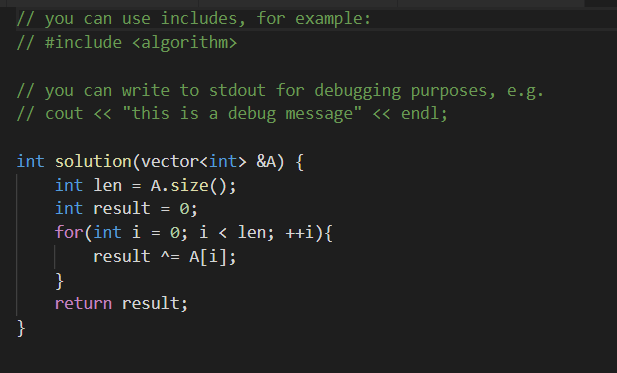 // you can use includes, for example:
// #include <algorithm>
// you can write to stdout for debugging purposes, e.g.
// cout << "this is a debug message" << endl;
int solution(vector<int> &A) {
    int len = A.size();
    int result = 0;
    for(int i = 0; i < len; ++i){
        result ^= A[i];
    }
    return result;
}